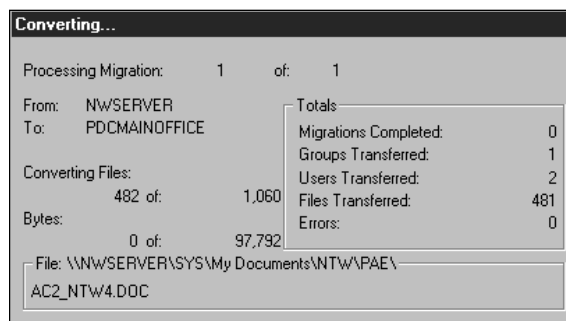 Converting...
Processing Migration: 1 of: 1
From: NWSERVER
To: PDCMAINOFFICE
Converting Files:
482 of: 1,060
Bytes:
0 of: 97,792
Totals
Migrations Completed: 0
Groups Transferred: 1
Users Transferred: 2
Files Transferred: 481
Errors: 0
File: \\NWSERVER\SYS\My Documents\NTW\PAE\
AC2_NTW4.DOC